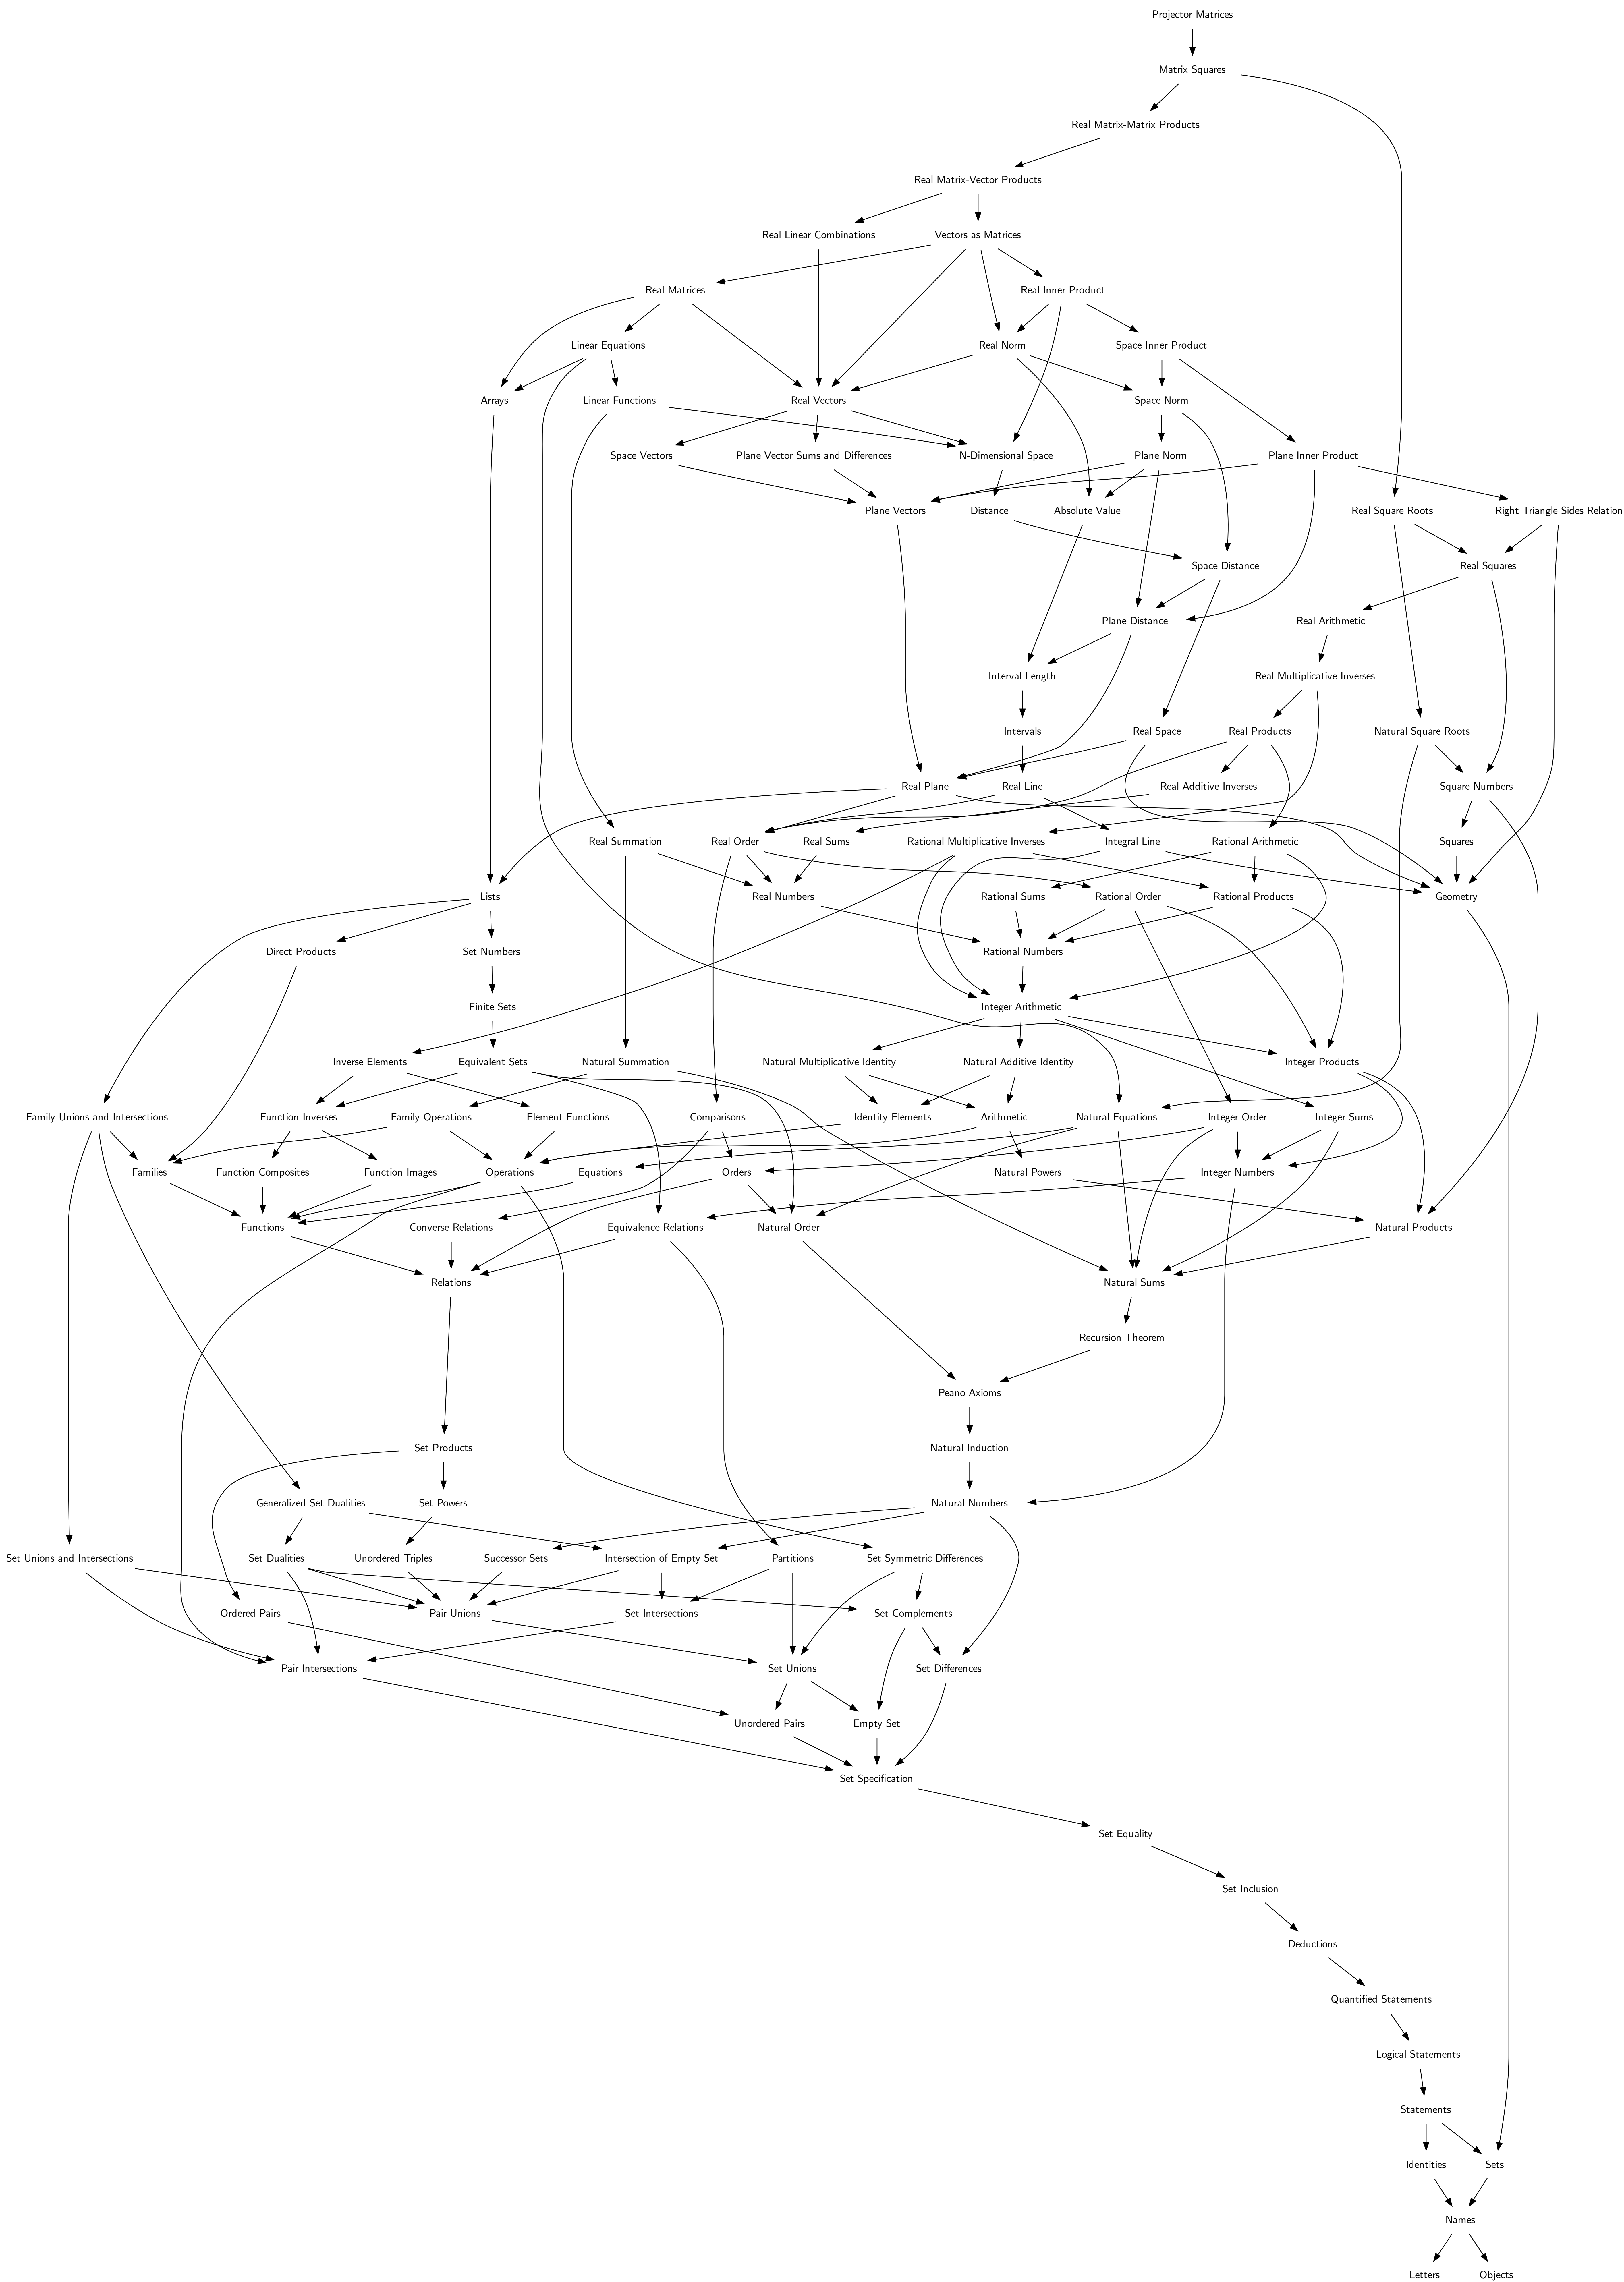 Projector Matrices
Matrix Squares
Real Matrix-Matrix Products
Real Matrix-Vector Products
Real Linear Combinations
Vectors as Matrices
Real Matrices
Real Inner Product
Linear Equations
Real Norm
Space Inner Product
Arrays
Linear Functions
Real Vectors
Space Norm
Space Vectors
Plane Vector Sums and Differences
N-Dimensional Space
Plane Norm
Plane Inner Product
Plane Vectors
Distance
Absolute Value
Real Square Roots
Right Triangle Sides Relation
Space Distance
Real Squares
Plane Distance
Real Arithmetic
Interval Length
Real Multiplicative Inverses
Intervals
Real Space
Real Products
Natural Square Roots
Real Plane
Real Line
Real Additive Inverses
Square Numbers
Real Summation
Real Order
Real Sums
Rational Multiplicative Inverses
Integral Line
Rational Arithmetic
Squares
Lists
Real Numbers
Rational Sums
Rational Order
Rational Products
Geometry
Direct Products
Set Numbers
Rational Numbers
Finite Sets
Integer Arithmetic
Inverse Elements
Equivalent Sets
Natural Summation
Natural Multiplicative Identity
Natural Additive Identity
Integer Products
Family Unions and Intersections
Function Inverses
Family Operations
Element Functions
Comparisons
Identity Elements
Arithmetic
Natural Equations
Integer Order
Integer Sums
Families
Function Composites
Function Images
Operations
Equations
Orders
Natural Powers
Integer Numbers
Functions
Converse Relations
Equivalence Relations
Natural Order
Natural Products
Relations
Natural Sums
Recursion Theorem
Peano Axioms
Set Products
Natural Induction
Generalized Set Dualities
Set Powers
Natural Numbers
Set Unions and Intersections
Set Dualities
Unordered Triples
Successor Sets
Intersection of Empty Set
Partitions
Set Symmetric Differences
Ordered Pairs
Pair Unions
Set Intersections
Set Complements
Pair Intersections
Set Unions
Set Differences
Unordered Pairs
Empty Set
Set Specification
Set Equality
Set Inclusion
Deductions
Quantified Statements
Logical Statements
Statements
Identities
Sets
Names
Letters
Objects